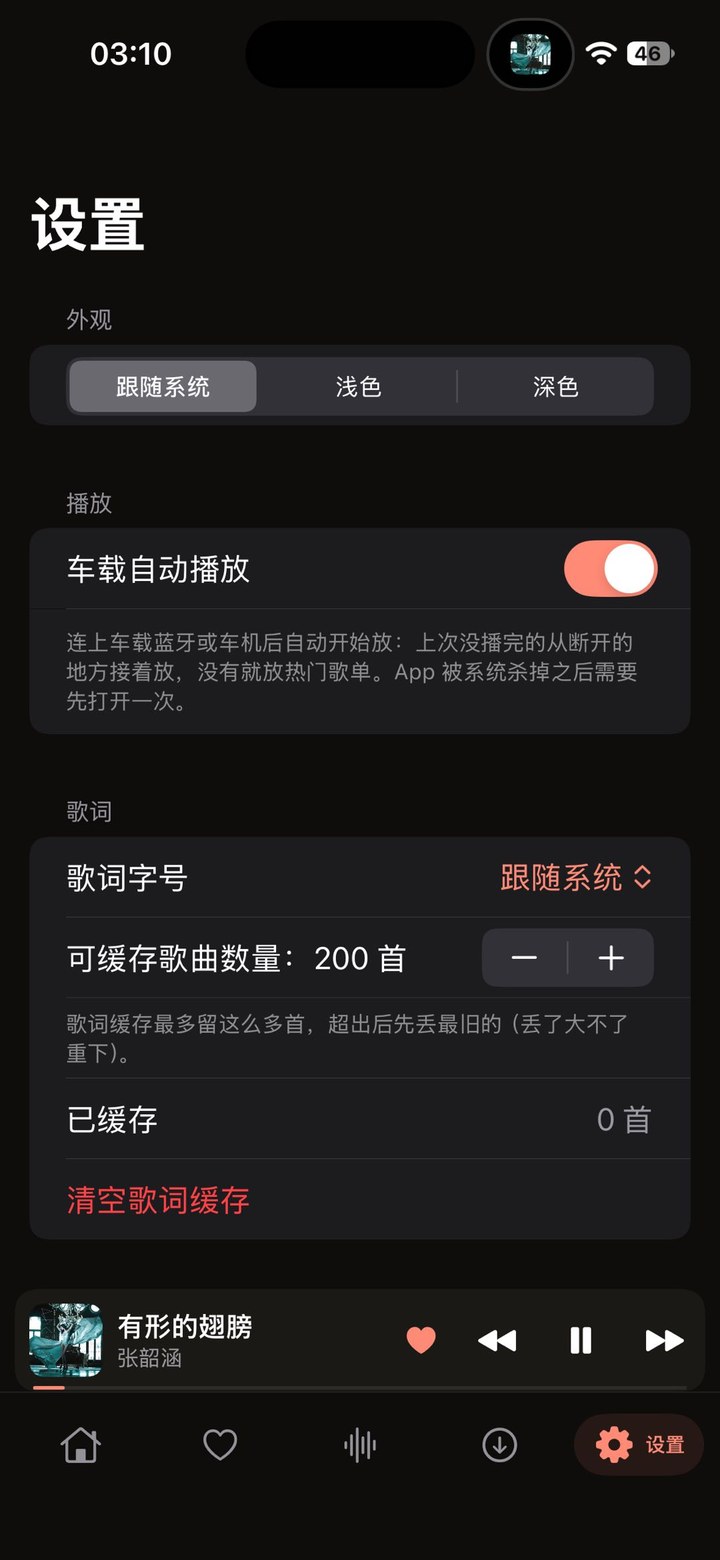 03:10
46
设置
外观
跟随系统
浅色
深色
播放
车载自动播放
连上车载蓝牙或车机后自动开始放：上次没播完的从断开的
地方接着放，没有就放热门歌单。App 被系统杀掉之后需要
先打开一次。
歌词
歌词字号
跟随系统
可缓存歌曲数量：200 首
歌词缓存最多留这么多首，超出后先丢最旧的（丢了大不了
重下）。
已缓存
0 首
清空歌词缓存
有形的翅膀
张韶涵
设置